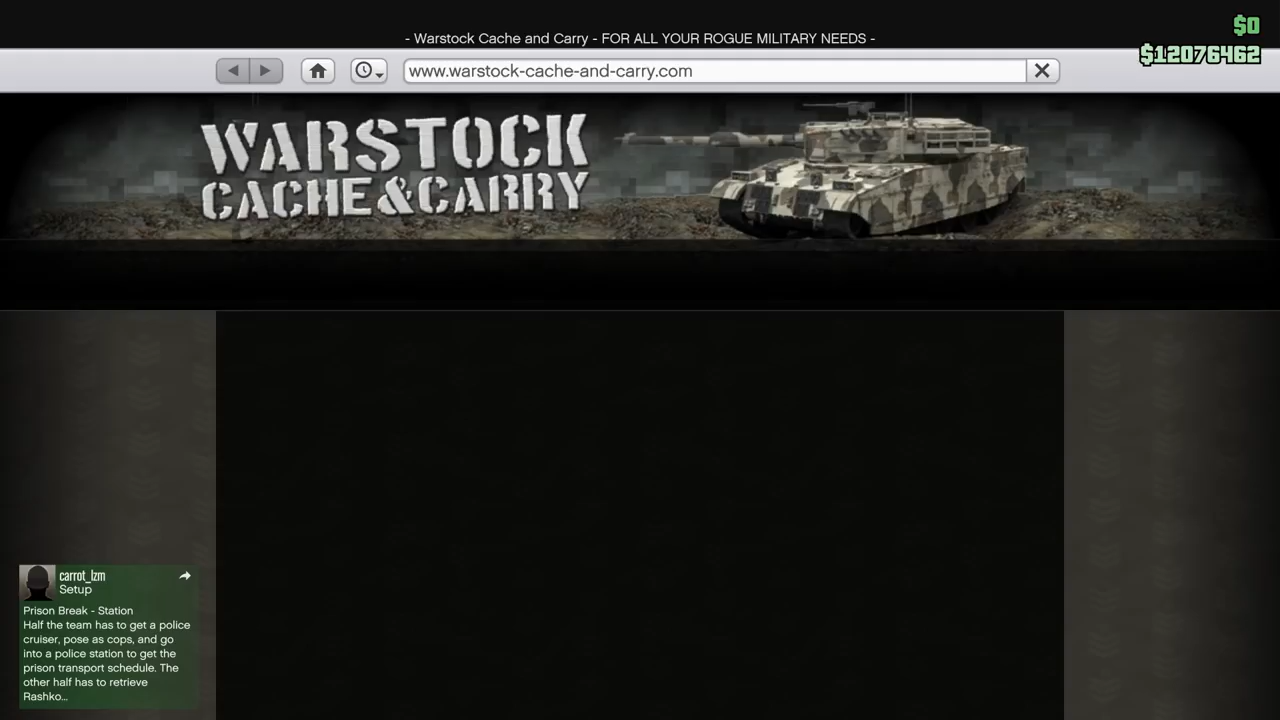 $0
- Warstock Cache and Carry - FOR ALL YOUR ROGUE MILITARY NEEDS -
$12076462
www.warstock-cache-and-carry.com
WARSTOCK
CACHE&CARRY
carrot_lzm
Setup
Prison Break - Station
Half the team has to get a police
cruiser, pose as cops, and go
into a police station to get the
prison transport schedule. The
other half has to retrieve
Rashko...